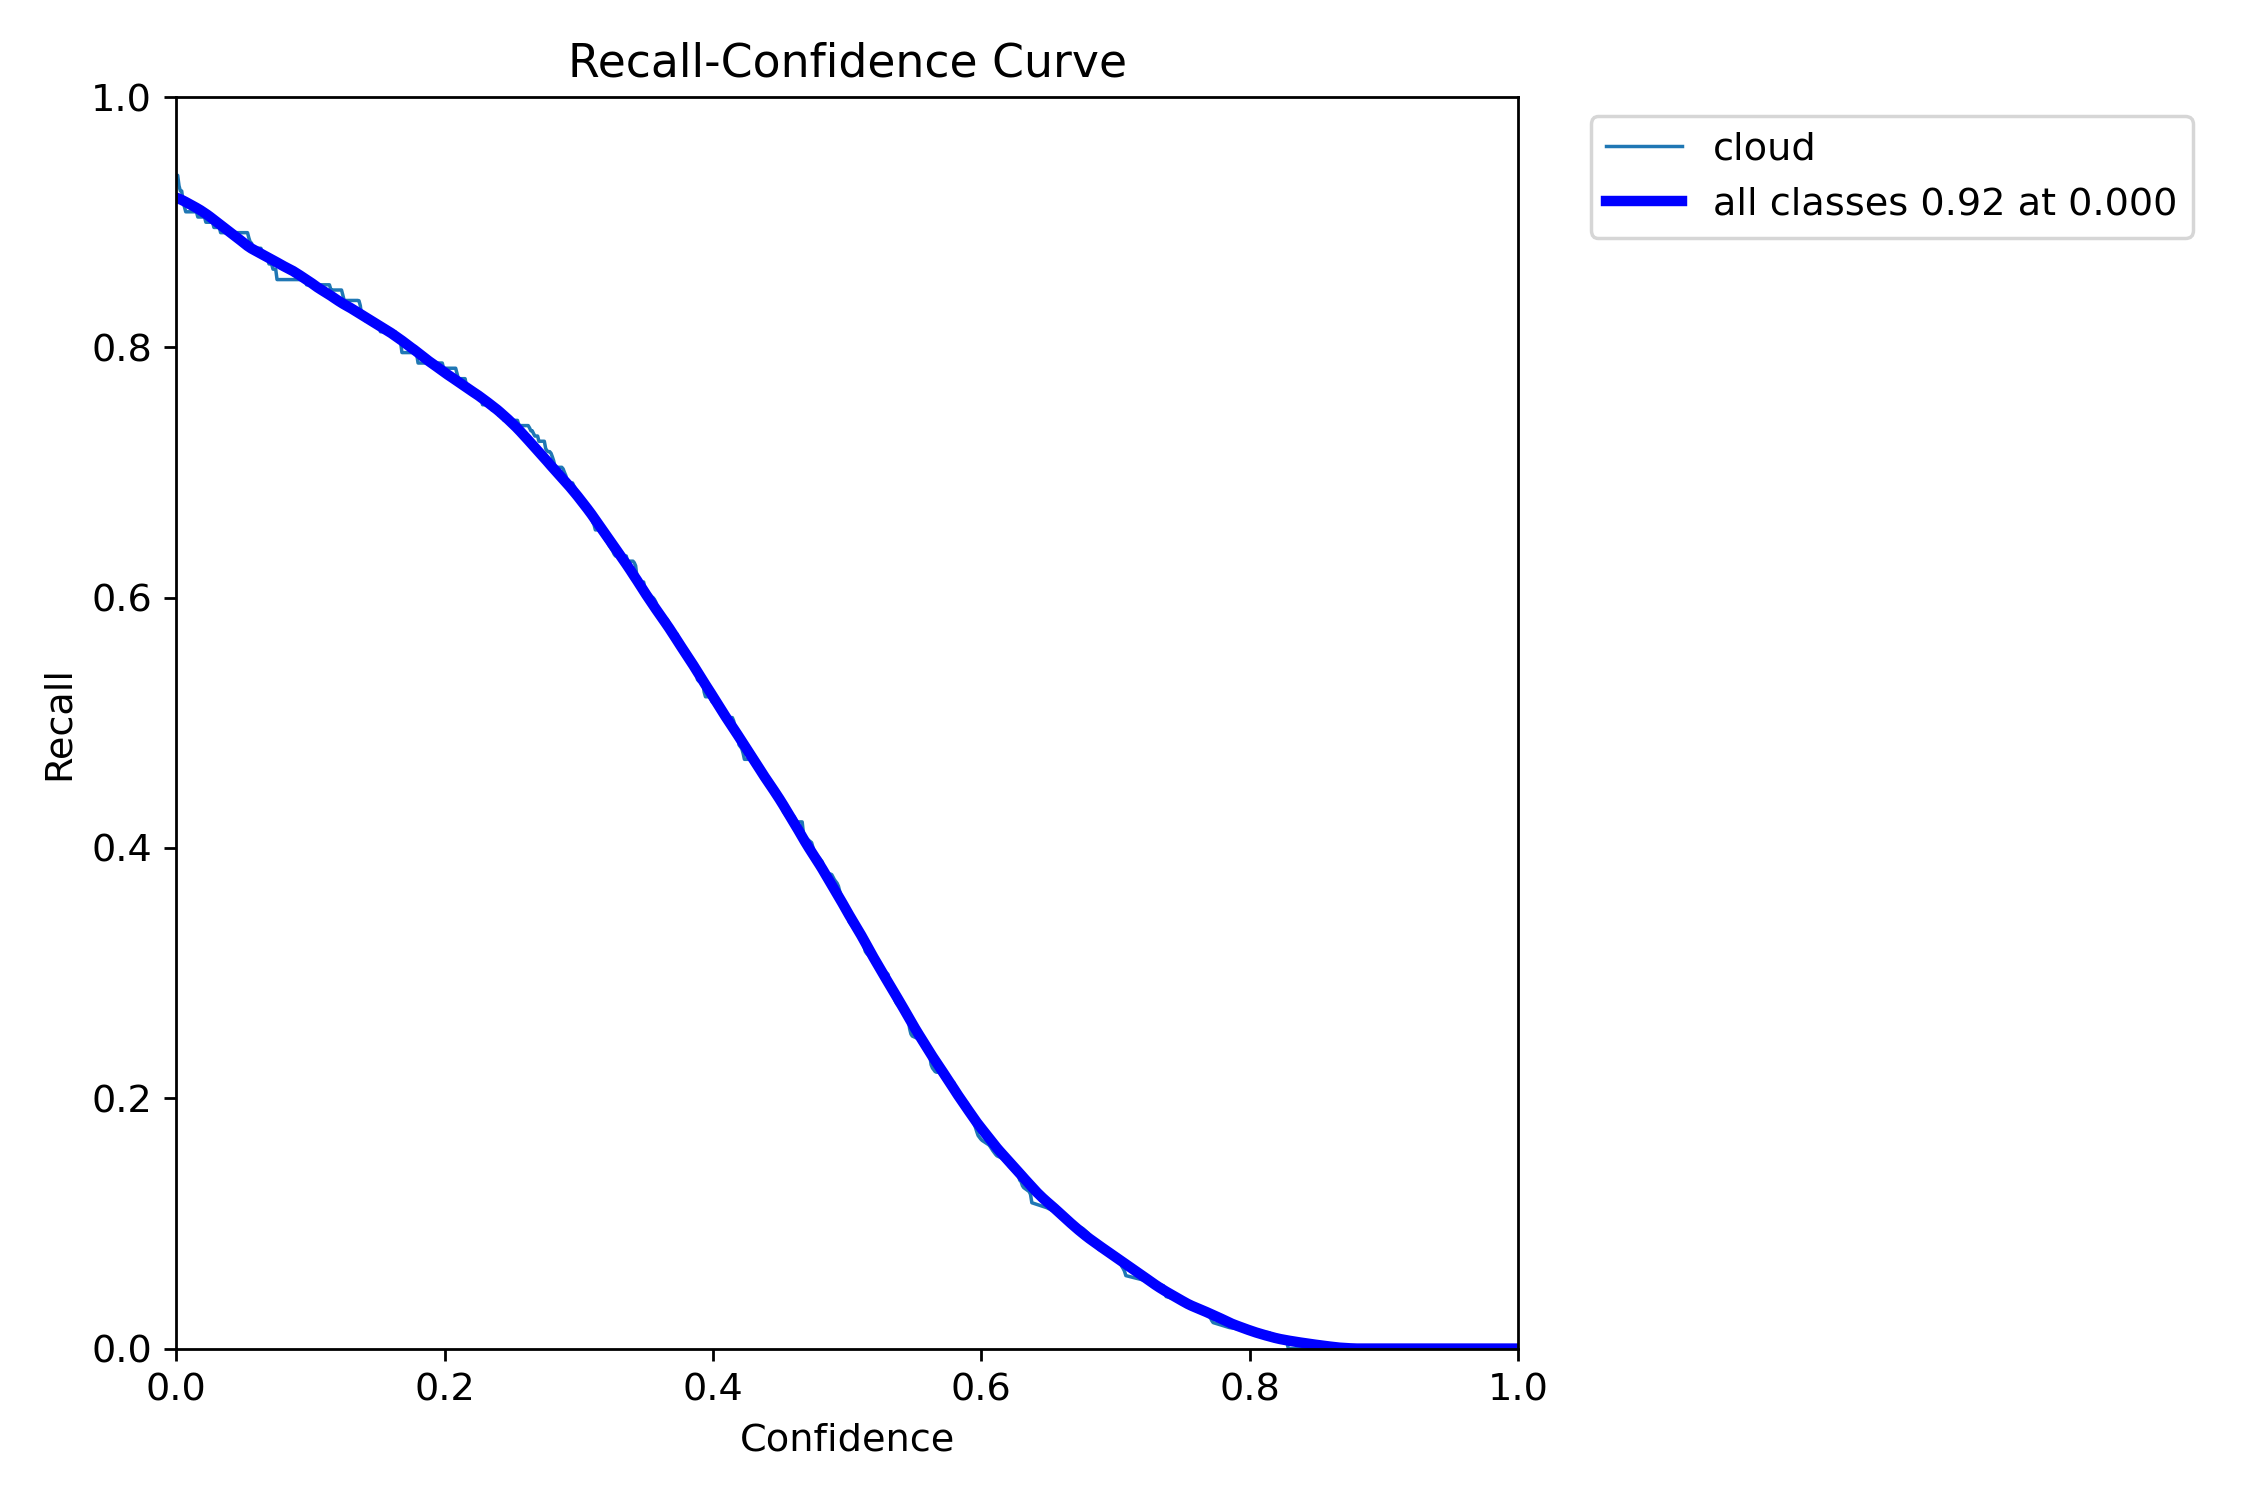 Recall-Confidence Curve
1.0
0.8
0.6
0.4
0.2
0.0
Recall
0.0 0.2 0.4 0.6 0.8 1.0
Confidence
cloud
all classes 0.92 at 0.000